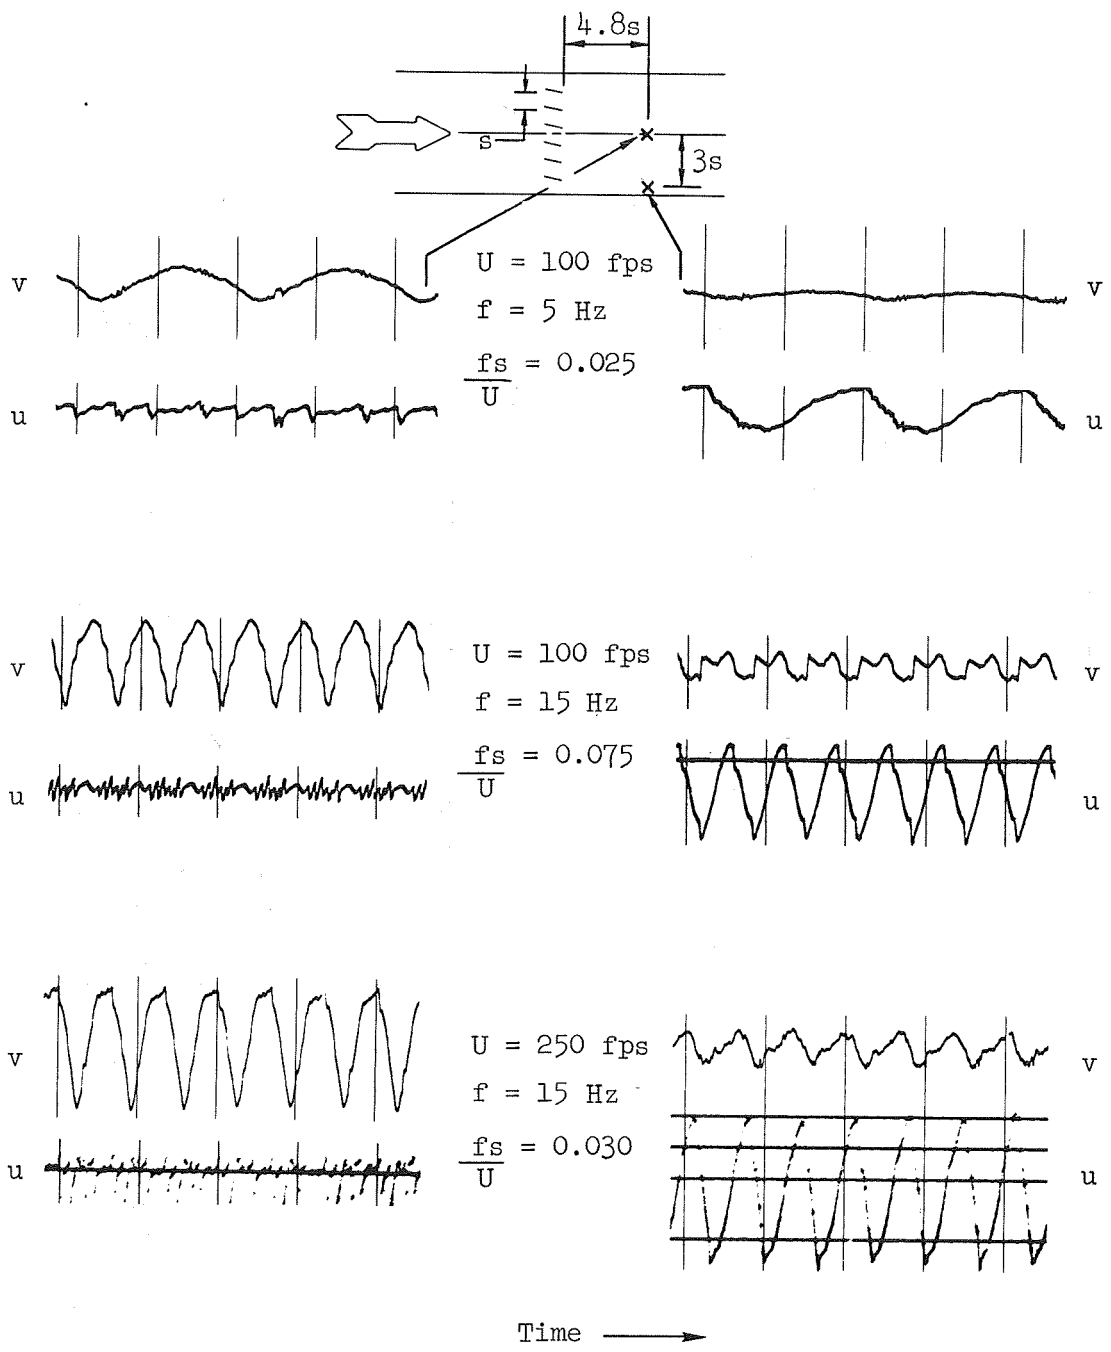 4.8s
s
3s
v
U = 100 fps
v
f = 5 Hz
fs/U = 0.025
u
u
v
U = 100 fps
v
f = 15 Hz
fs/U = 0.075
u
u
v
U = 250 fps
v
f = 15 Hz
fs/U = 0.030
u
u
Time